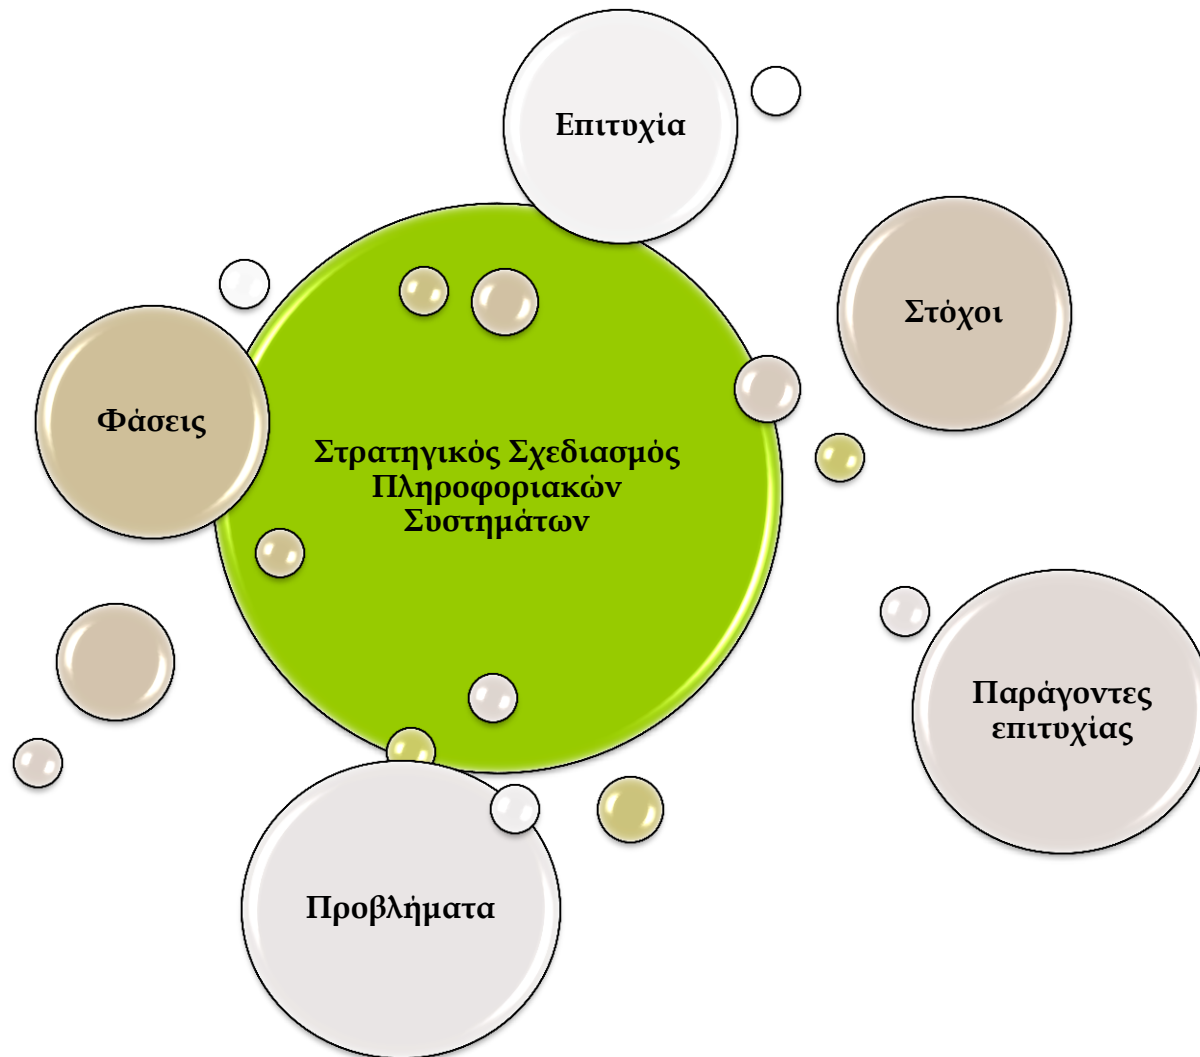 Επιτυχία
Στόχοι
Φάσεις
Στρατηγικός Σχεδιασμός
Πληροφοριακών
Συστημάτων
Παράγοντες
επιτυχίας
Προβλήματα